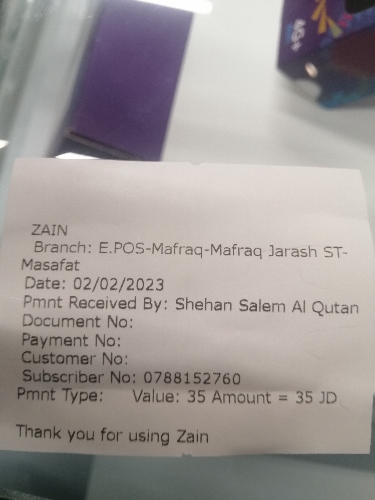 4G+
ZAIN
Branch: E.POS-Mafraq-Mafraq Jarash ST-
Masafat
Date: 02/02/2023
Pmnt Received By: Shehan Salem Al Qutan
Document No:
Payment No:
Customer No:
Subscriber No: 0788152760
Pmnt Type: Value: 35 Amount = 35 JD
Thank you for using Zain